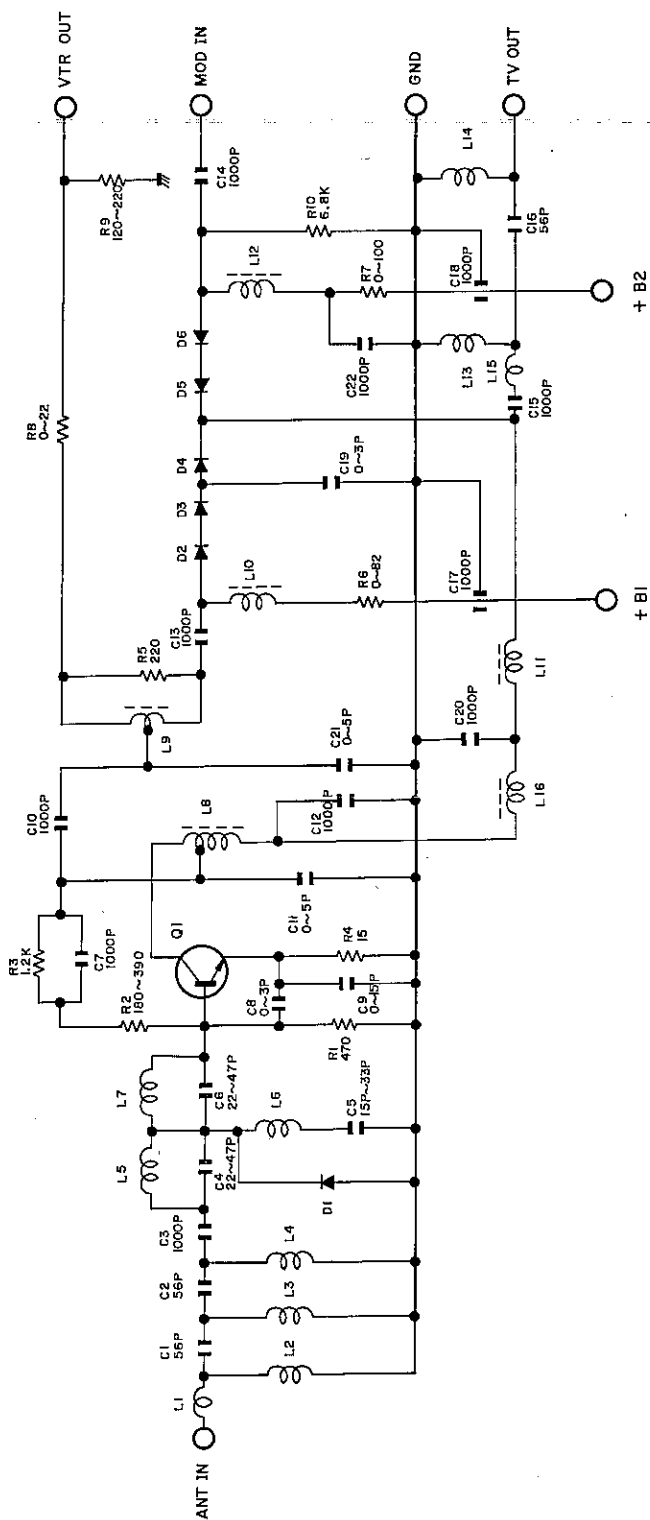 VTR OUT
MOD IN
GND
TV OUT
ANT IN
+ B1
+ B2
R9
120~220
R8
0~22
C14
1000P
R10
6.8K
L14
C16
56P
L12
R7
0~100
C18
1000P
D6
D5
C22
1000P
L13
L15
C15
1000P
D4
D3
D2
C19
0~3P
L10
R6
0~82
C17
1000P
C13
1000P
R5
220
L9
L11
C10
1000P
C21
0~5P
C20
1000P
L8
C12
1000P
L16
R3
1.2K
C7
1000P
Q1
C11
0~5P
R2
180~390
R4
15
C8
0~3P
C9
0~15P
R1
470
L7
C6
22~47P
L6
C5
15P~33P
L5
C4
22~47P
D1
C3
1000P
L4
C2
56P
L3
C1
56P
L2
L1